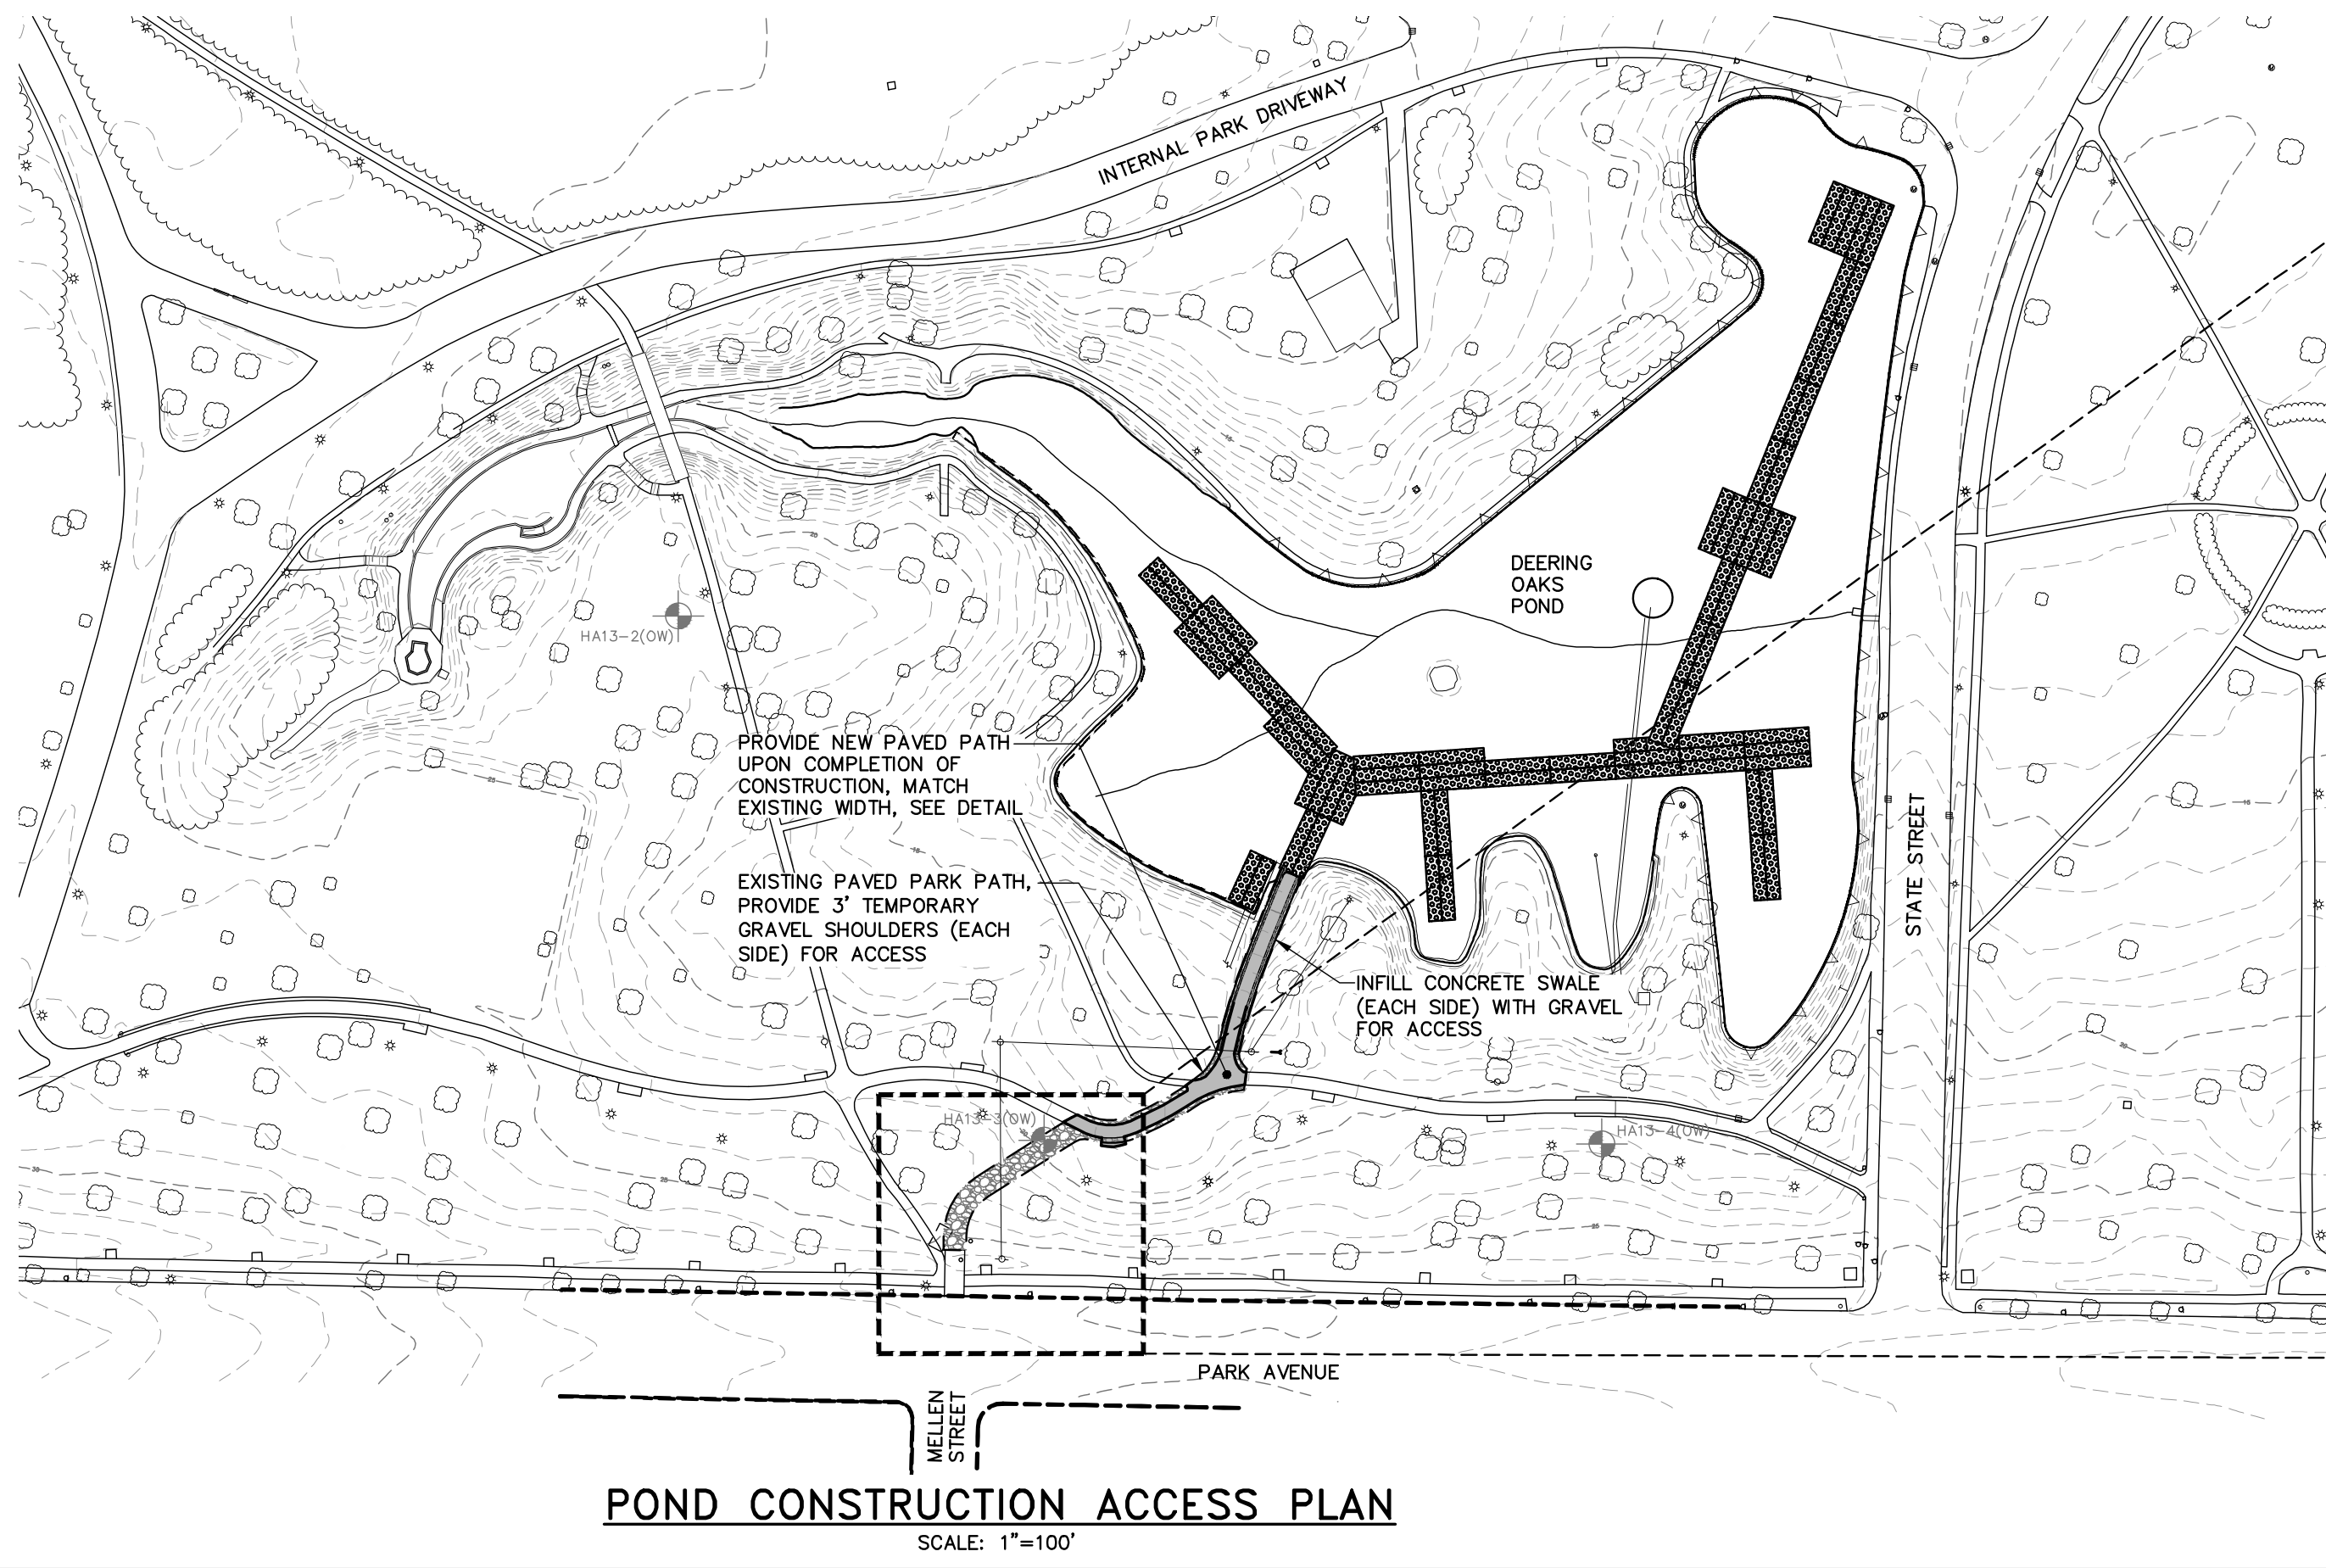 INTERNAL PARK DRIVEWAY
DEERING
OAKS
POND
HA13-2(OW)
PROVIDE NEW PAVED PATH
UPON COMPLETION OF
CONSTRUCTION, MATCH
EXISTING WIDTH, SEE DETAIL
EXISTING PAVED PARK PATH,
PROVIDE 3' TEMPORARY
GRAVEL SHOULDERS (EACH
SIDE) FOR ACCESS
STATE STREET
INFILL CONCRETE SWALE
(EACH SIDE) WITH GRAVEL
FOR ACCESS
HA13-3(OW)
HA13-4(OW)
PARK AVENUE
MELLEN
STREET
POND CONSTRUCTION ACCESS PLAN
SCALE: 1"=100'